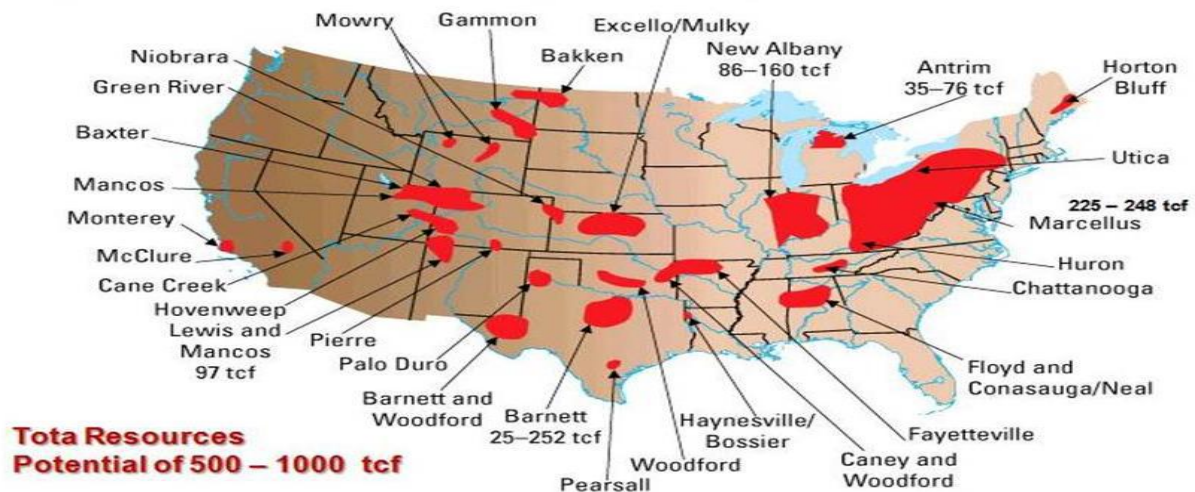 Mowry
Gammon
Excello/Mulky
Niobrara
Bakken
New Albany
86–160 tcf
Antrim
35–76 tcf
Horton
Bluff
Green River
Baxter
Utica
Mancos
225 – 248 tcf
Marcellus
Monterey
McClure
Huron
Cane Creek
Chattanooga
Hovenweep
Lewis and
Mancos
97 tcf
Pierre
Palo Duro
Floyd and
Conasauga/Neal
Barnett and
Woodford
Barnett
25–252 tcf
Haynesville/
Bossier
Fayetteville
Tota Resources
Potential of 500 – 1000 tcf
Woodford
Caney and
Woodford
Pearsall